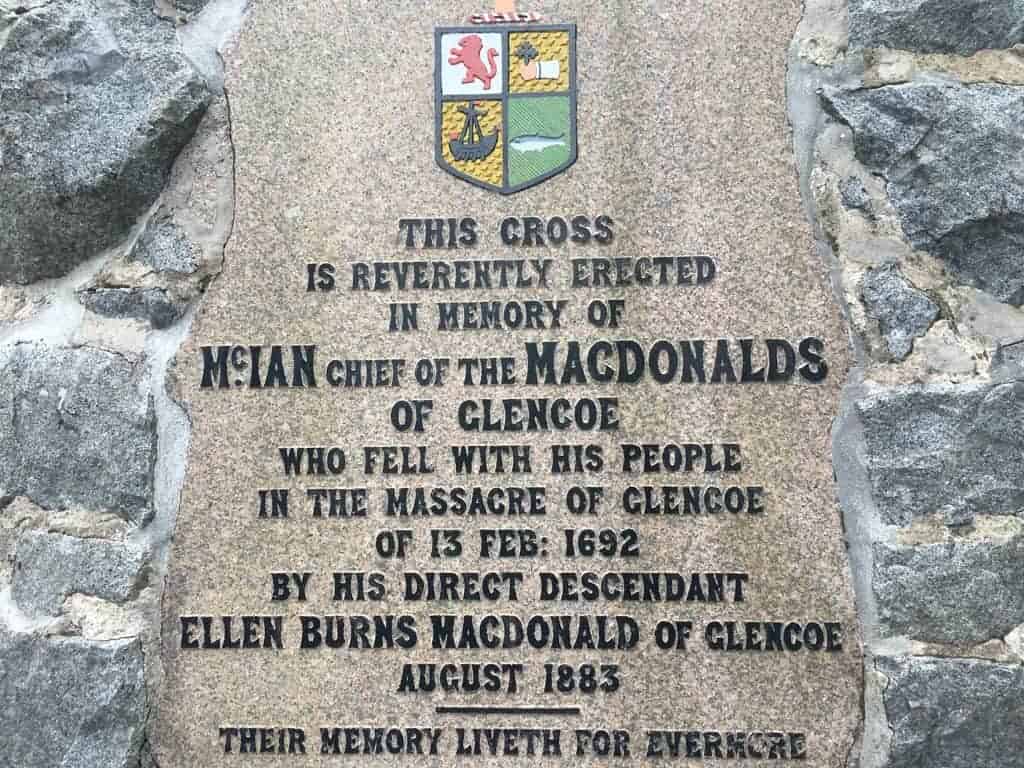 THIS CROSS
IS REVERENTLY ERECTED
IN MEMORY OF
McIAN CHIEF OF THE MACDONALDS
OF GLENCOE
WHO FELL WITH HIS PEOPLE
IN THE MASSACRE OF GLENCOE
OF 13 FEB: 1692
BY HIS DIRECT DESCENDANT
ELLEN BURNS MACDONALD OF GLENCOE
AUGUST 1883
THEIR MEMORY LIVETH FOR EVERMORE